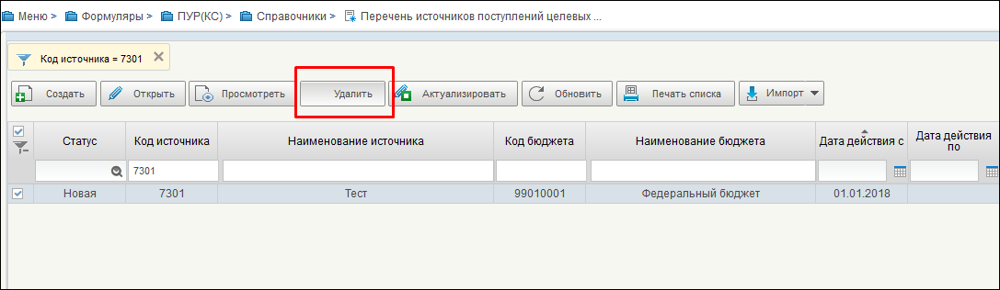 Меню > Формуляры > ПУР(КС) > Справочники > Перечень источников поступлений целевых ...
Код источника = 7301
Создать Открыть Просмотреть Удалить Актуализировать Обновить Печать списка Импорт
Статус Код источника Наименование источника Код бюджета Наименование бюджета Дата действия с Дата действия по
7301
Новая 7301 Тест 99010001 Федеральный бюджет 01.01.2018